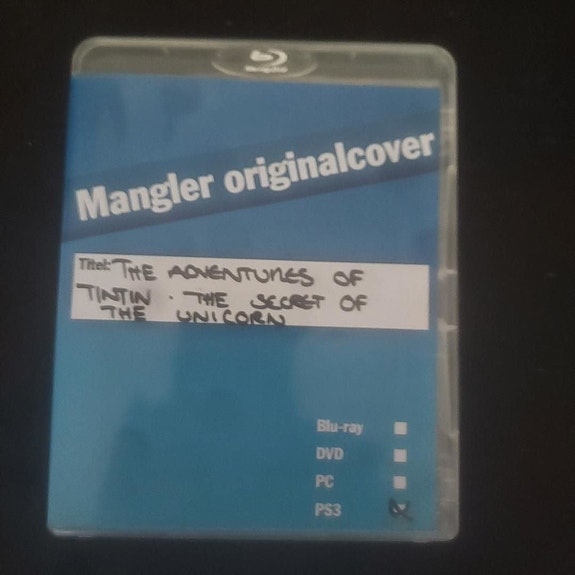 Mangler originalcover
Titel: THE ADVENTURES OF
TINTIN · THE SECRET OF
THE UNICORN
Blu-ray
DVD
PC
PS3